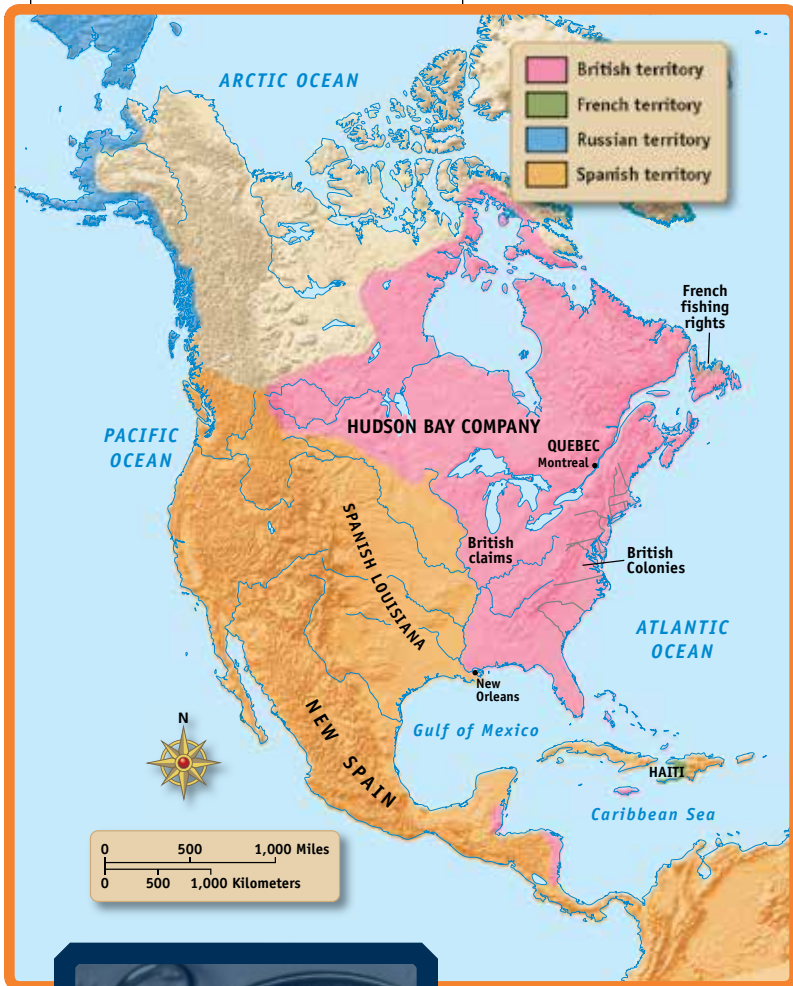 ARCTIC OCEAN
British territory
French territory
Russian territory
Spanish territory
French
fishing
rights
HUDSON BAY COMPANY
QUEBEC
Montreal
PACIFIC
OCEAN
SPANISH LOUISIANA
British
claims
British
Colonies
ATLANTIC
OCEAN
New
Orleans
N
NEW SPAIN
Gulf of Mexico
HAITI
Caribbean Sea
0 500 1,000 Miles
0 500 1,000 Kilometers